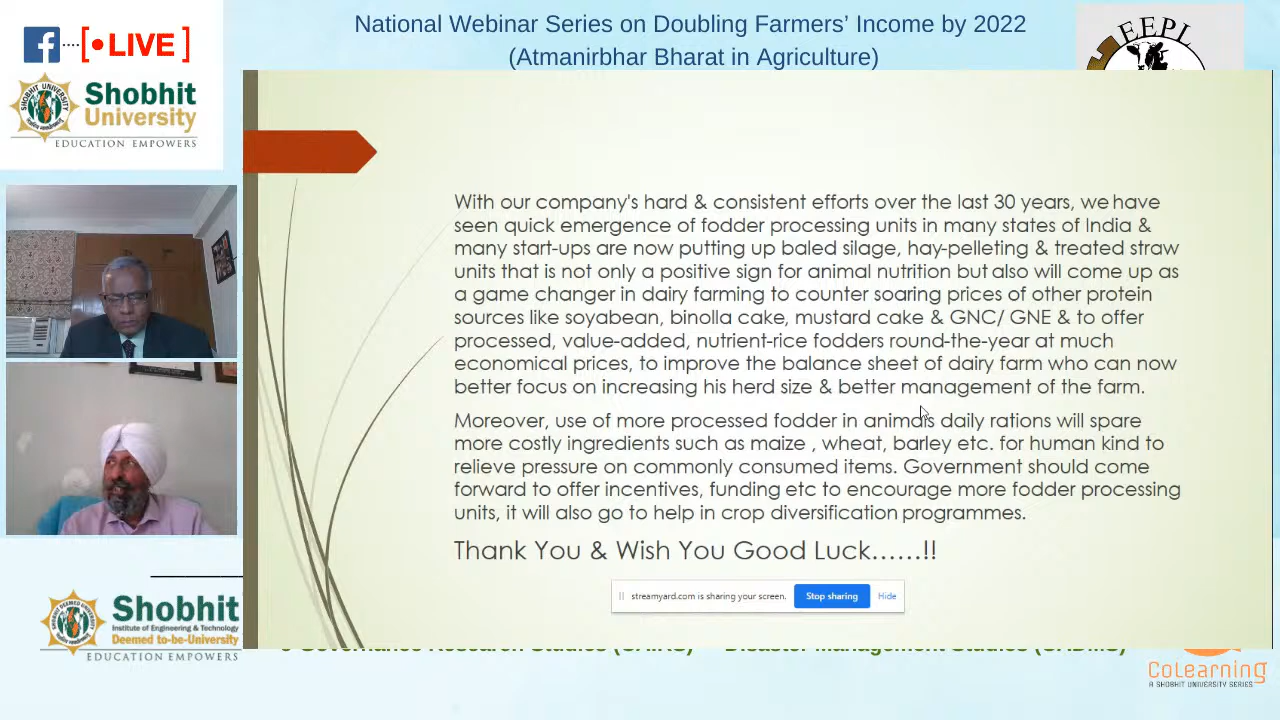 National Webinar Series on Doubling Farmers' Income by 2022
(Atmanirbhar Bharat in Agriculture)
LIVE
EEPL
Shobhit
University
EDUCATION EMPOWERS
SHOBHIT UNIVERSITY
With our company's hard & consistent efforts over the last 30 years, we have
seen quick emergence of fodder processing units in many states of India &
many start-ups are now putting up baled silage, hay-pelleting & treated straw
units that is not only a positive sign for animal nutrition but also will come up as
a game changer in dairy farming to counter soaring prices of other protein
sources like soyabean, binolla cake, mustard cake & GNC/ GNE & to offer
processed, value-added, nutrient-rice fodders round-the-year at much
economical prices, to improve the balance sheet of dairy farm who can now
better focus on increasing his herd size & better management of the farm.
Moreover, use of more processed fodder in animals daily rations will spare
more costly ingredients such as maize , wheat, barley etc. for human kind to
relieve pressure on commonly consumed items. Government should come
forward to offer incentives, funding etc to encourage more fodder processing
units, it will also go to help in crop diversification programmes.
Thank You & Wish You Good Luck......!!
streamyard.com is sharing your screen.
Stop sharing
Hide
Shobhit
Institute of Engineering & Technology
Deemed to-be-University
EDUCATION EMPOWERS
CoLearning
A SHOBHIT UNIVERSITY SERIES